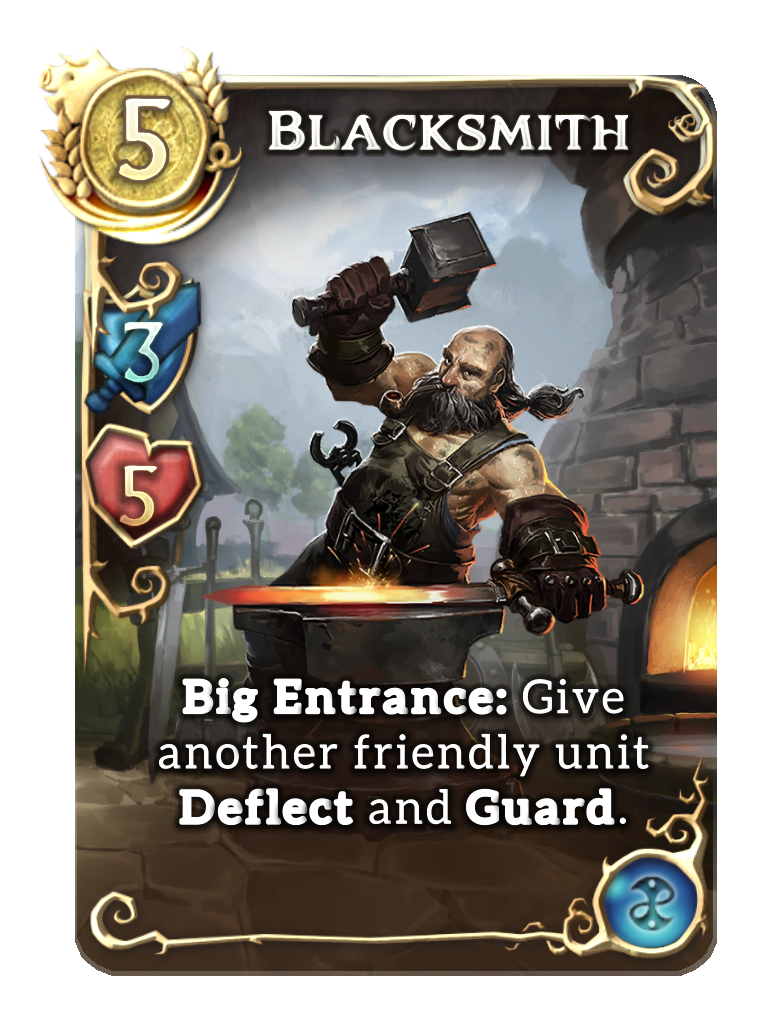 5
BLACKSMITH
3
5
Big Entrance: Give
another friendly unit
Deflect and Guard.